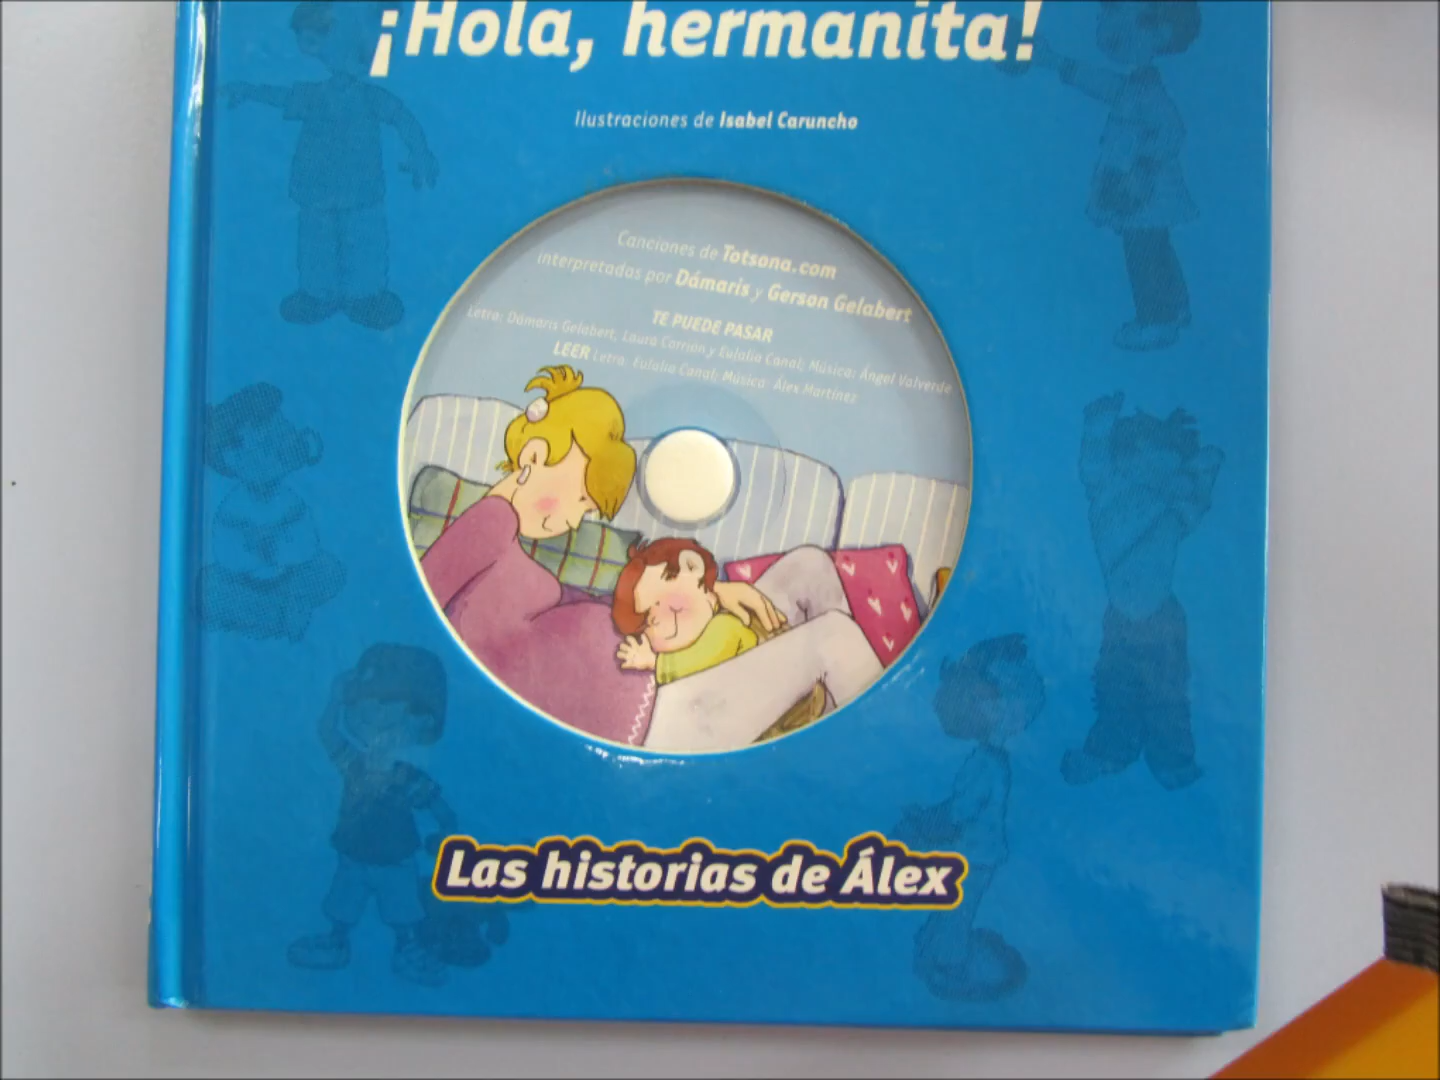 ¡Hola, hermanita!
Ilustraciones de Isabel Caruncho
Canciones de Totsona.com
interpretadas por Dámaris y Gerson Gelabert
TE PUEDE PASAR
Letra: Dámaris Gelabert, Laura Carrión y Eulalia Canal; Música: Ángel Valverde
LEER Letra: Eulalia Canal; Música: Álex Martínez
Las historias de Álex